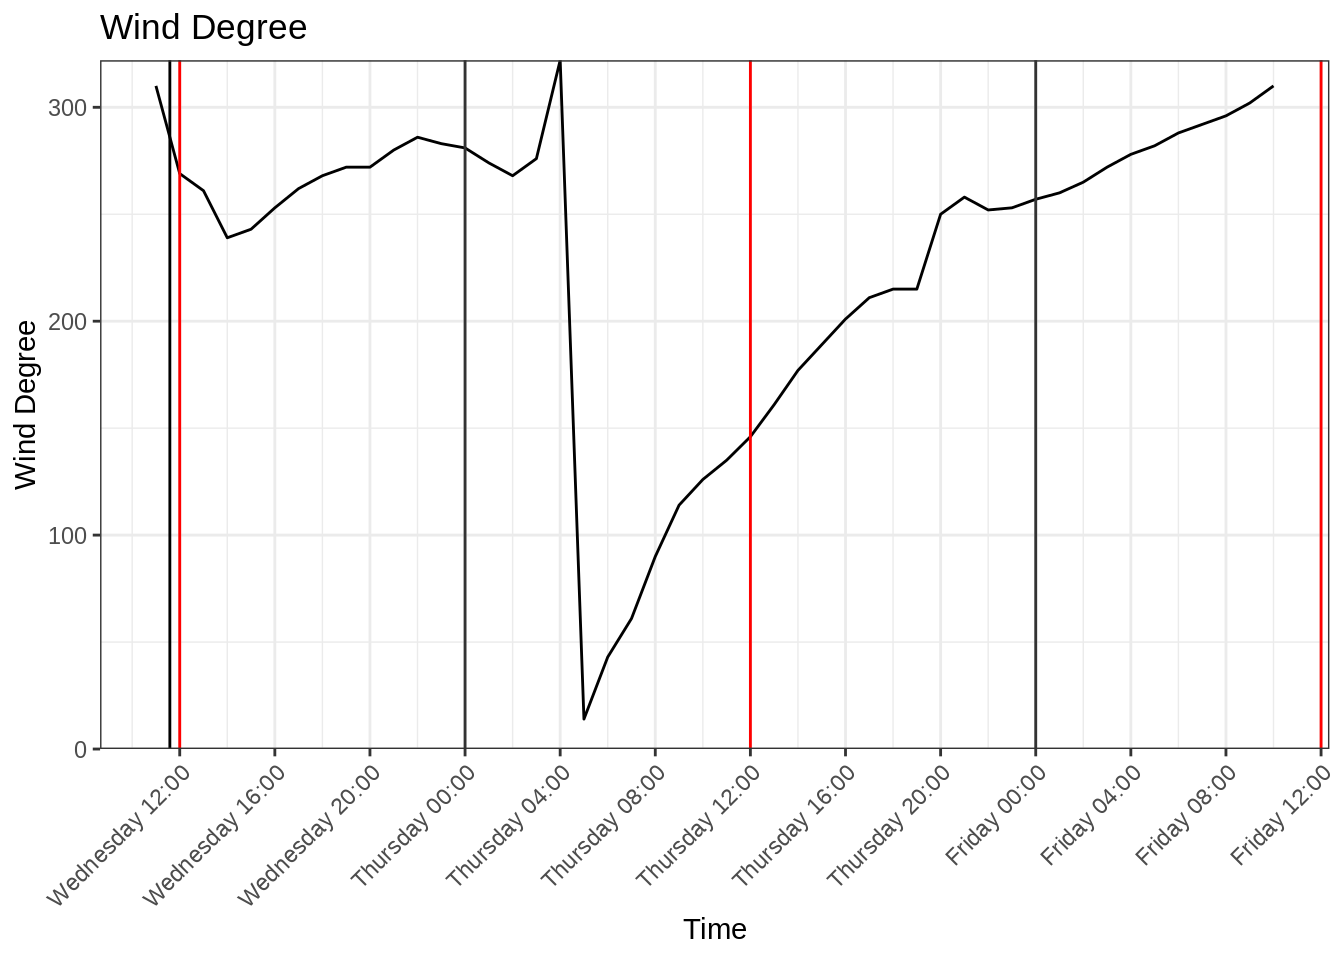 Wind Degree
Wind Degree
300
200
100
0
Wednesday 12:00
Wednesday 16:00
Wednesday 20:00
Thursday 00:00
Thursday 04:00
Thursday 08:00
Thursday 12:00
Thursday 16:00
Thursday 20:00
Friday 00:00
Friday 04:00
Friday 08:00
Friday 12:00
Time